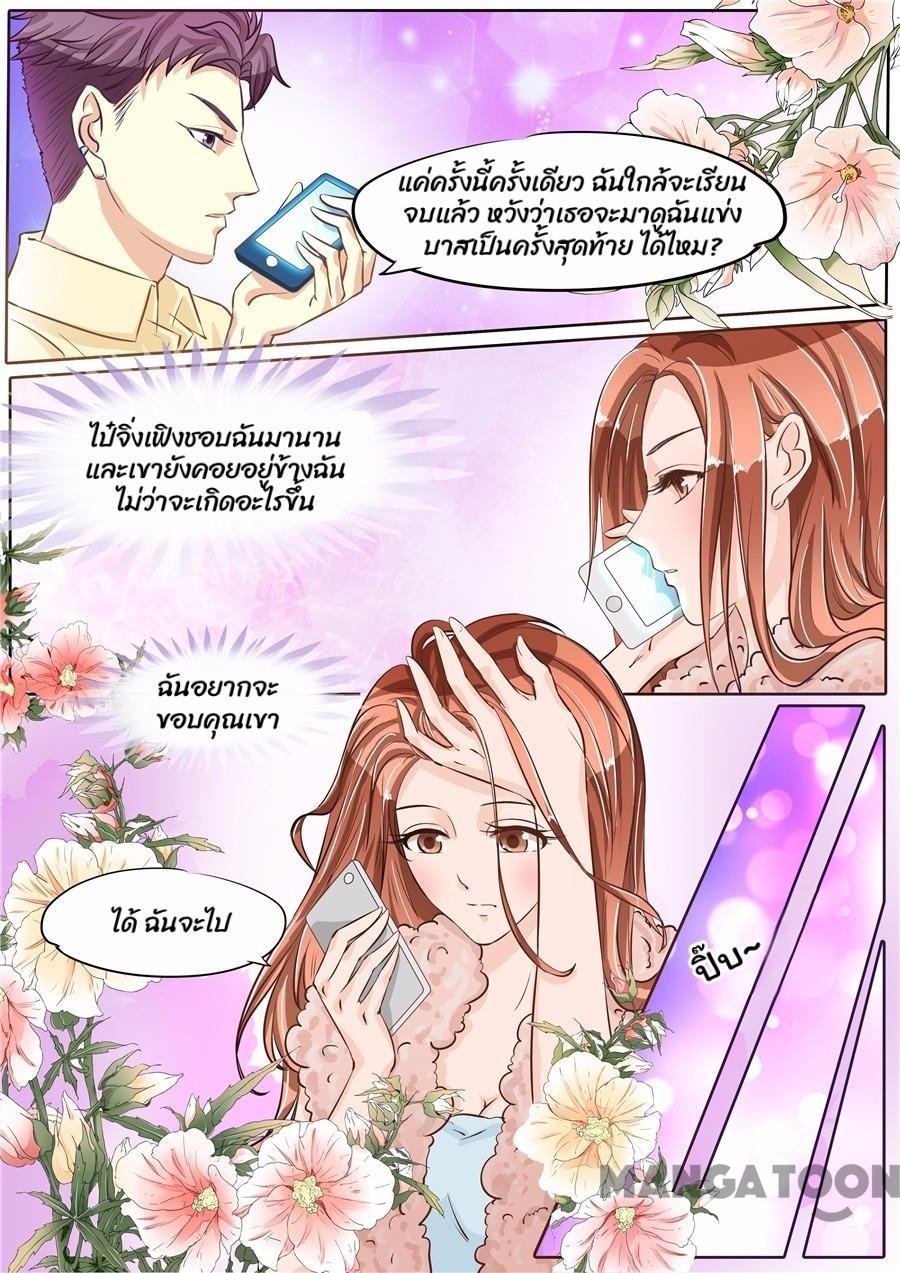 แค่ครั้งนี้ครั้งเดียว ฉันใกล้จะเรียน
จบแล้ว หวังว่าเธอจะมาดูฉันแข่ง
บาสเป็นครั้งสุดท้าย ได้ไหม?
ไป๋จิ่งเฟิงชอบฉันมานาน
และเขายังคอยอยู่ข้างฉัน
ไม่ว่าจะเกิดอะไรขึ้น
ฉันอยากจะ
ขอบคุณเขา
ได้ ฉันจะไป
ปี๊บ~
MANGATOON